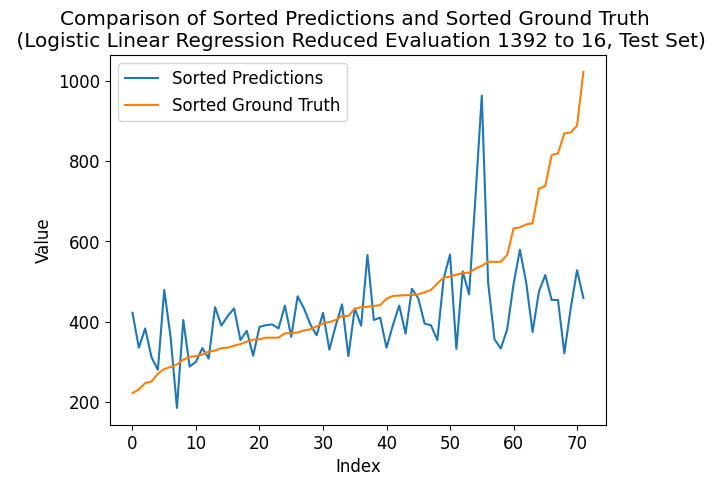 Comparison of Sorted Predictions and Sorted Ground Truth
(Logistic Linear Regression Reduced Evaluation 1392 to 16, Test Set)
Sorted Predictions
Sorted Ground Truth
1000
800
600
400
200
Value
0 10 20 30 40 50 60 70
Index